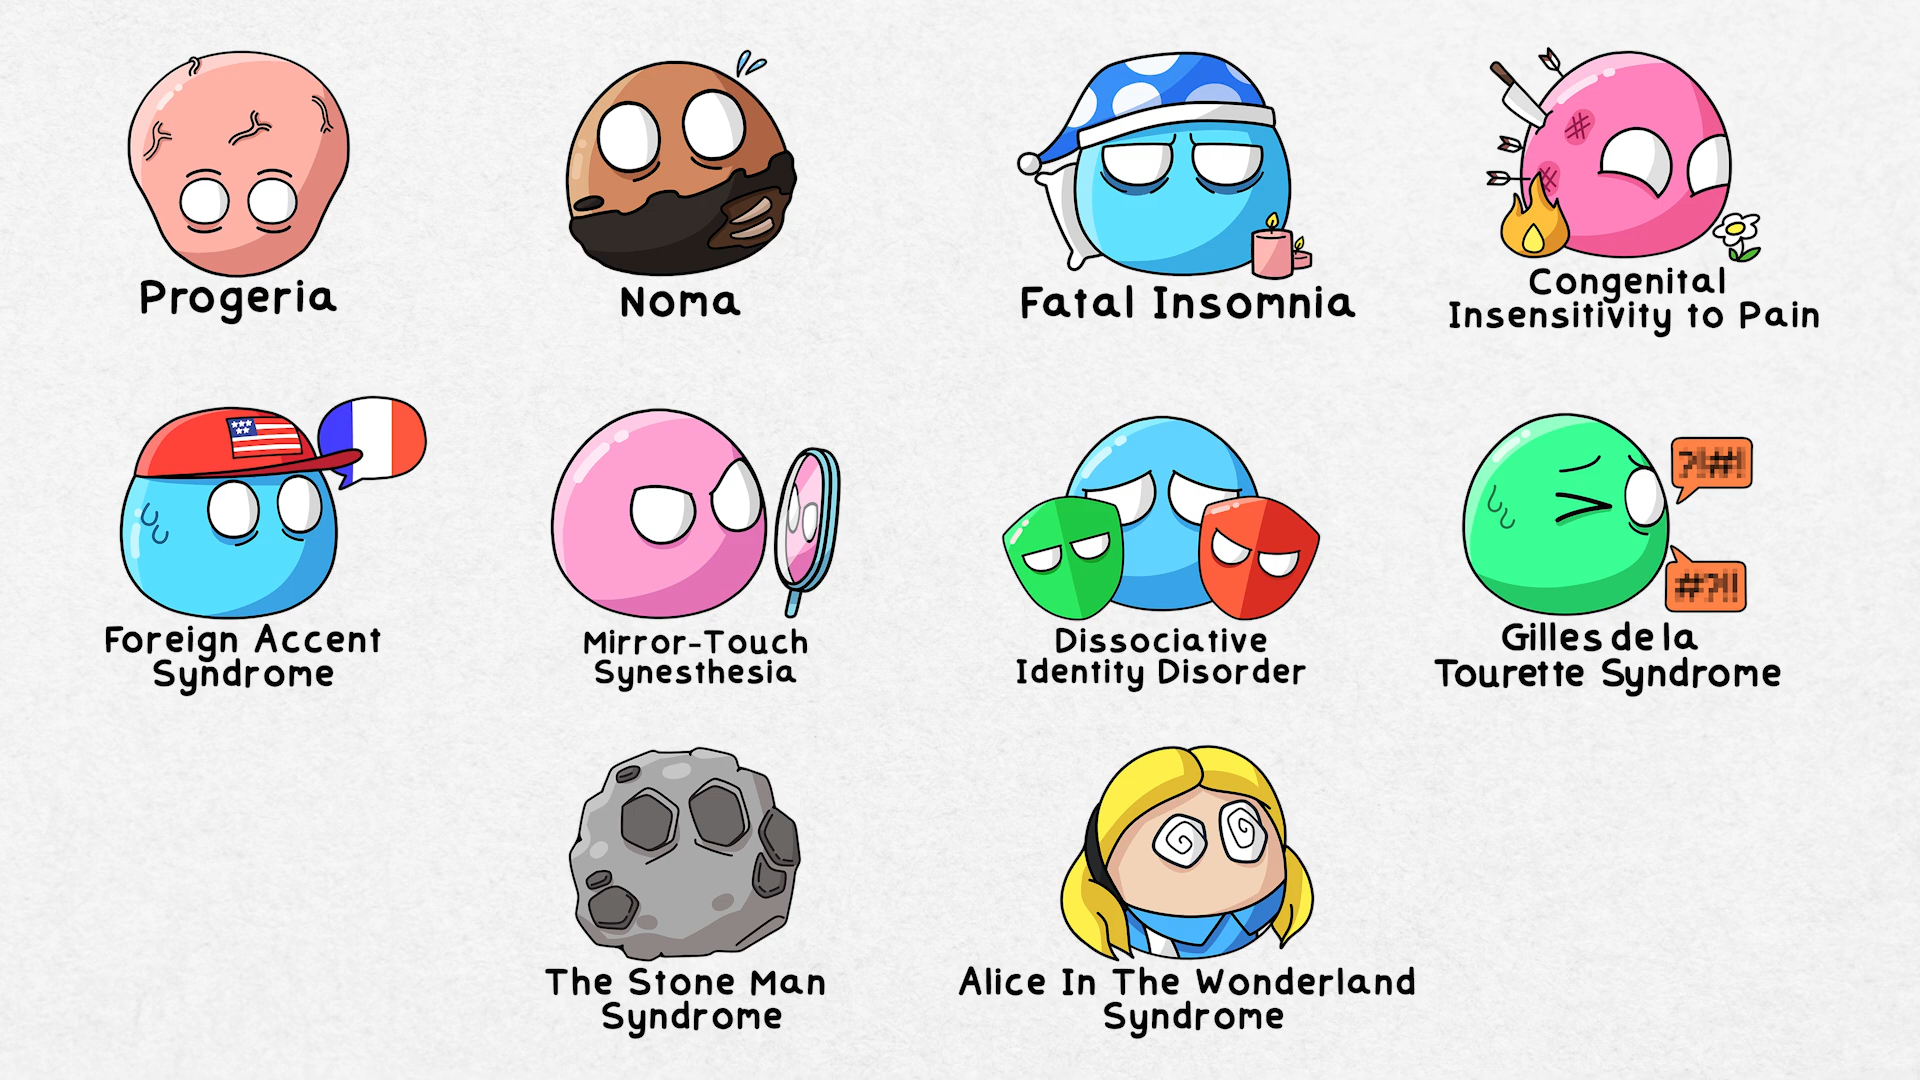 Progeria
Noma
Fatal Insomnia
Congenital
Insensitivity to Pain
Foreign Accent
Syndrome
Mirror-Touch
Synesthesia
Dissociative
Identity Disorder
?!#!
#?!!
Gilles de la
Tourette Syndrome
The Stone Man
Syndrome
Alice In The Wonderland
Syndrome